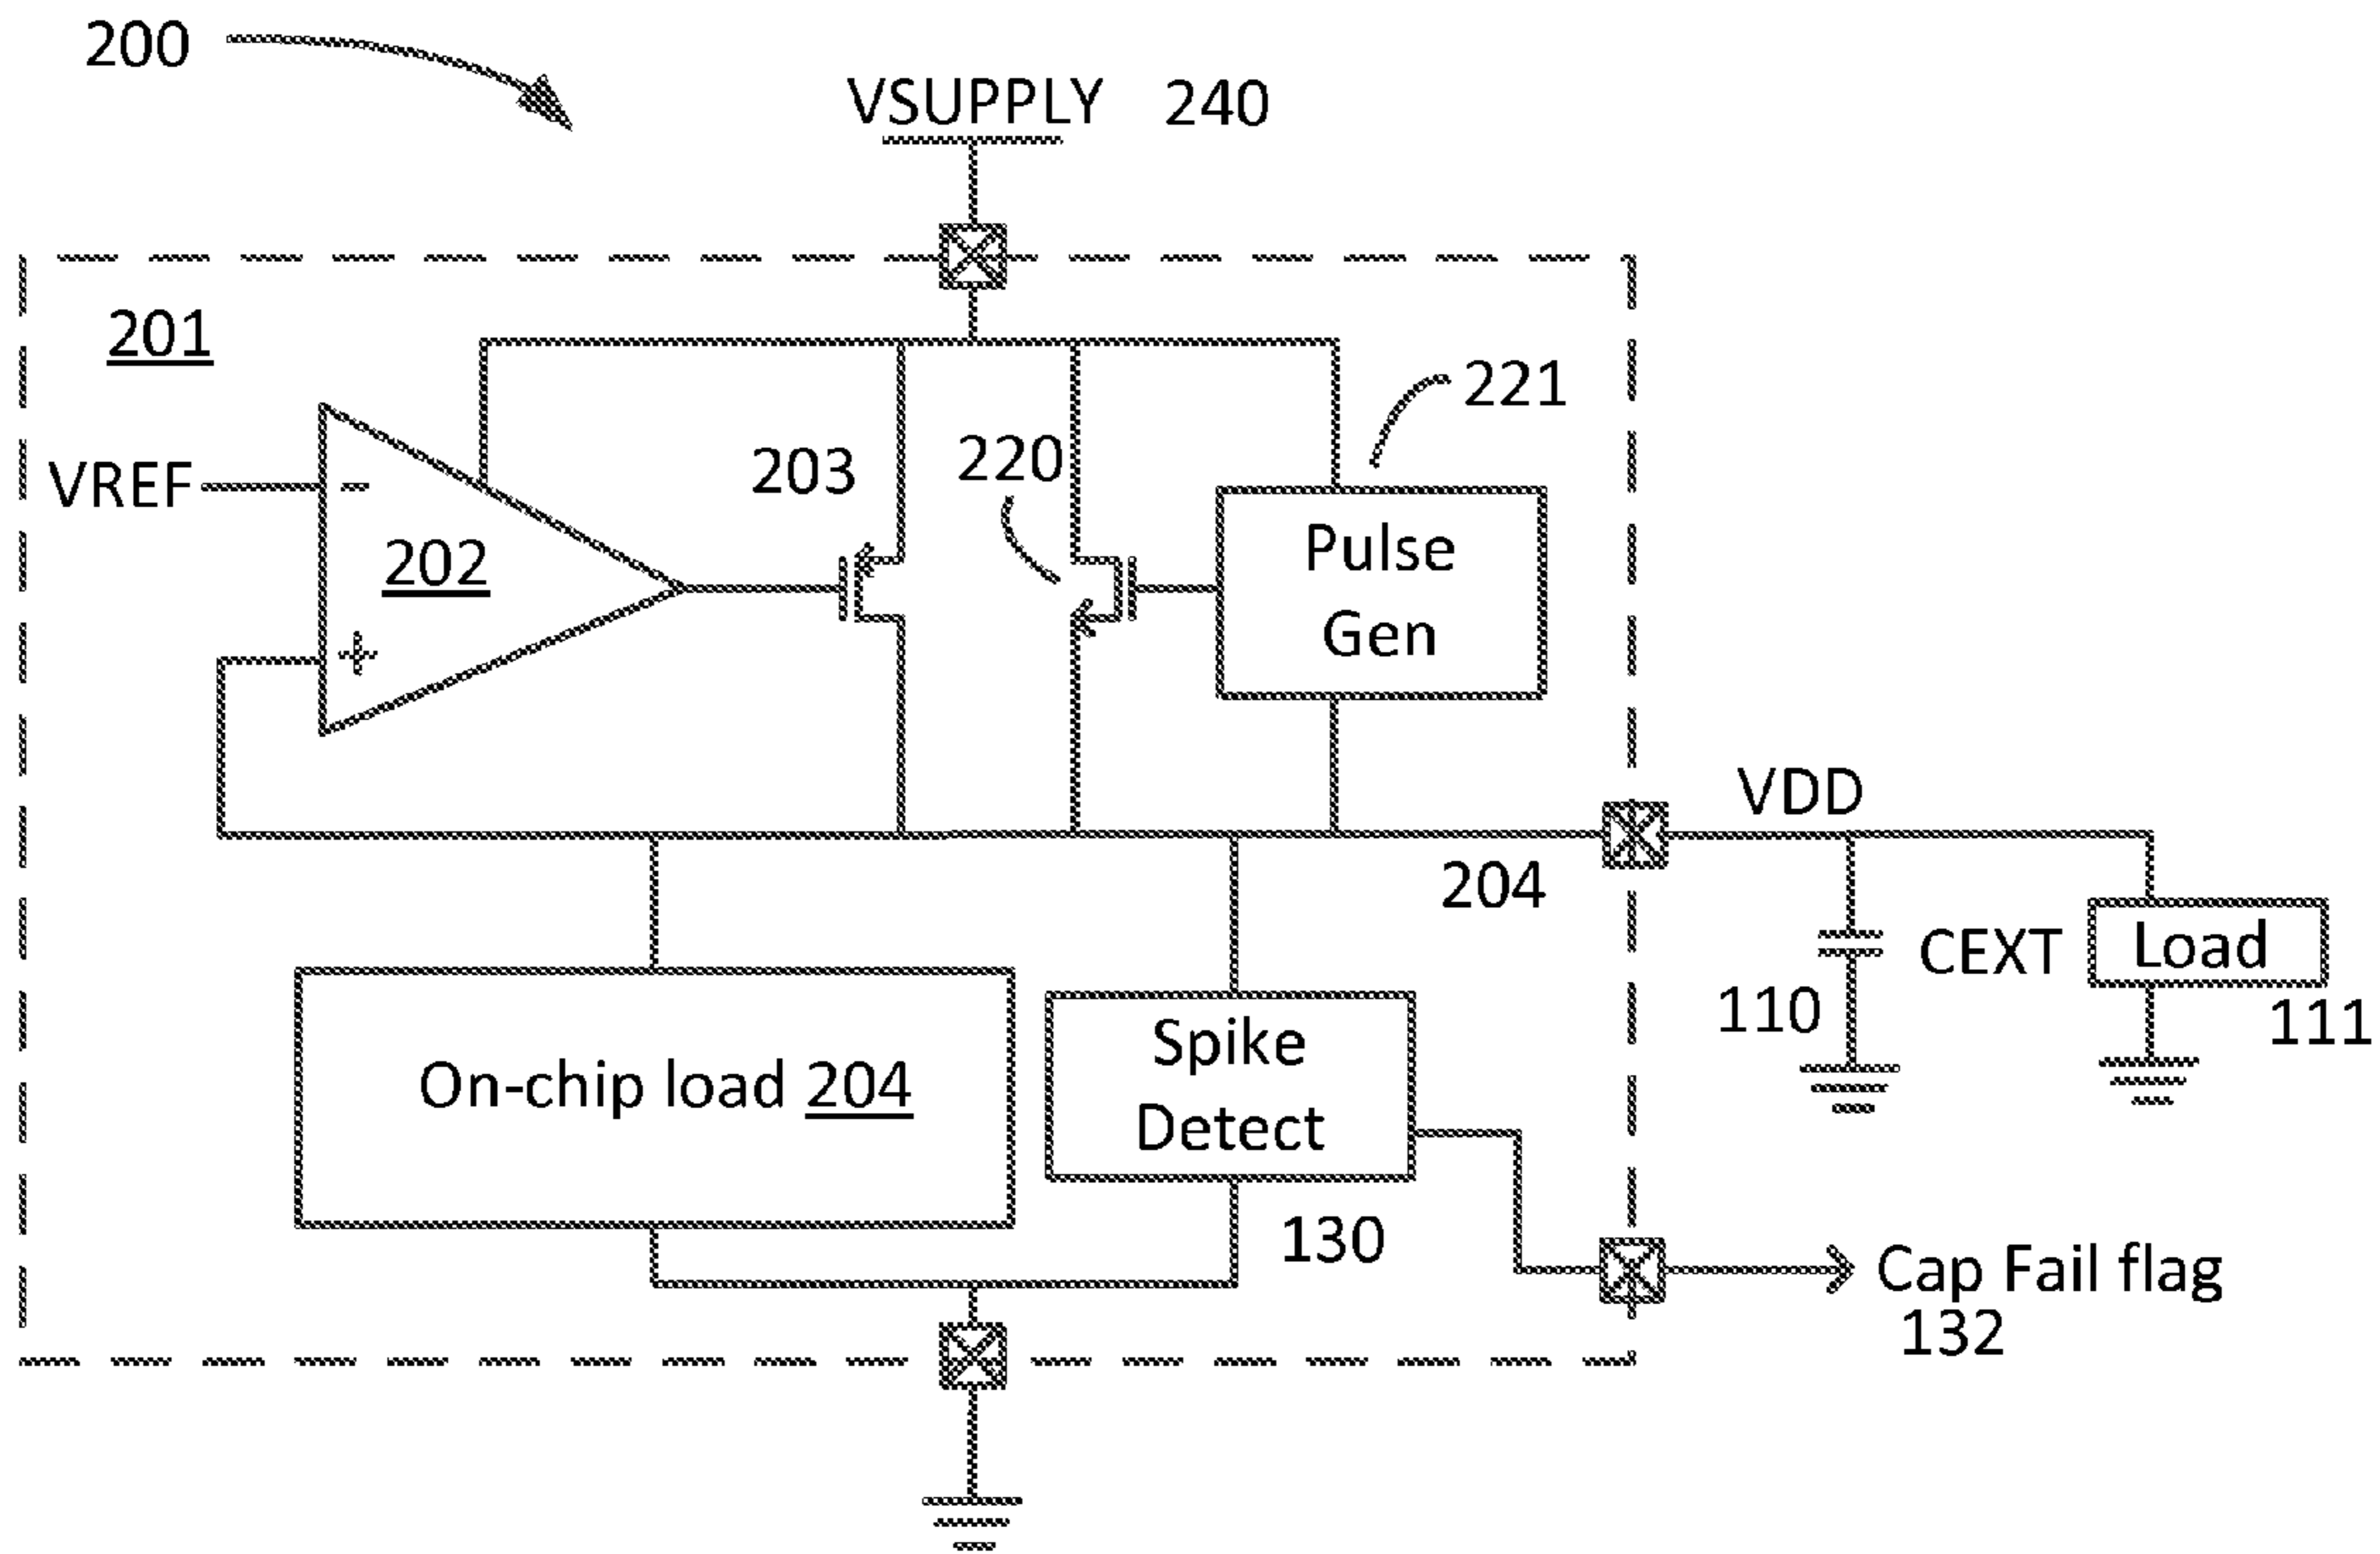 200
VSUPPLY 240
201
221
VREF
-
202
+
203
220
Pulse
Gen
VDD
204
On-chip load 204
Spike
Detect
130
CEXT
110
Load
111
Cap Fail flag
132